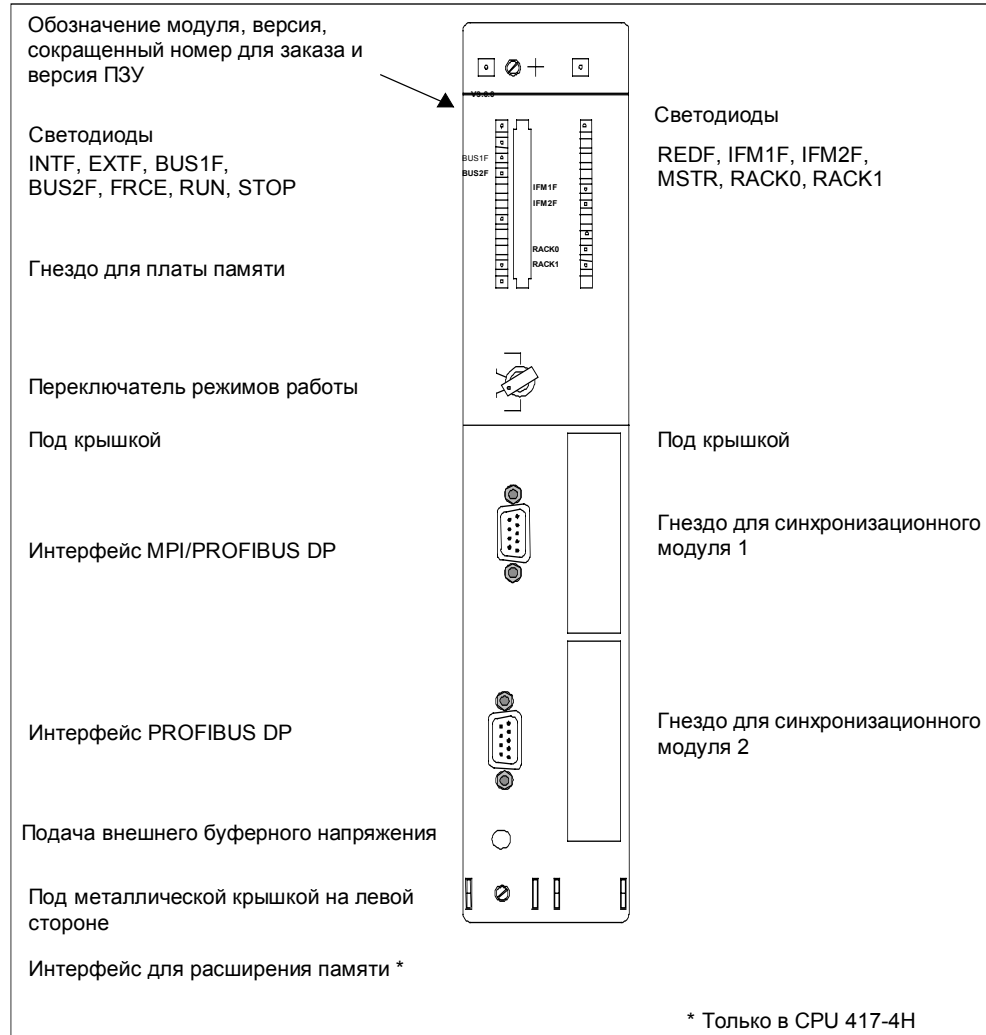 Обозначение модуля, версия,
сокращенный номер для заказа и
версия ПЗУ
V3.0.0
Светодиоды
INTF, EXTF, BUS1F,
BUS2F, FRCE, RUN, STOP
Светодиоды
REDF, IFM1F, IFM2F,
MSTR, RACK0, RACK1
BUS1F
BUS2F
IFM1F
IFM2F
RACK0
RACK1
Гнездо для платы памяти
Переключатель режимов работы
Под крышкой
Под крышкой
Интерфейс MPI/PROFIBUS DP
Гнездо для синхронизационного
модуля 1
Интерфейс PROFIBUS DP
Гнездо для синхронизационного
модуля 2
Подача внешнего буферного напряжения
Под металлической крышкой на левой
стороне
Интерфейс для расширения памяти *
* Только в CPU 417-4H